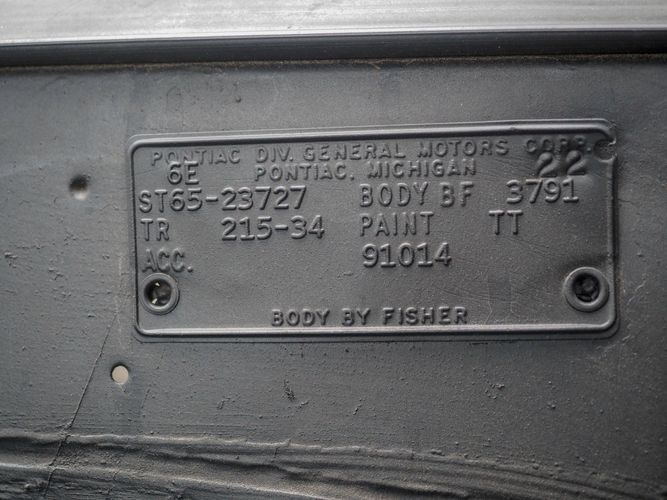 PONTIAC DIV. GENERAL MOTORS CORP.
6E PONTIAC, MICHIGAN 22
ST65-23727 BODY BF 3791
TR 215-34 PAINT TT
ACC. 91014
BODY BY FISHER